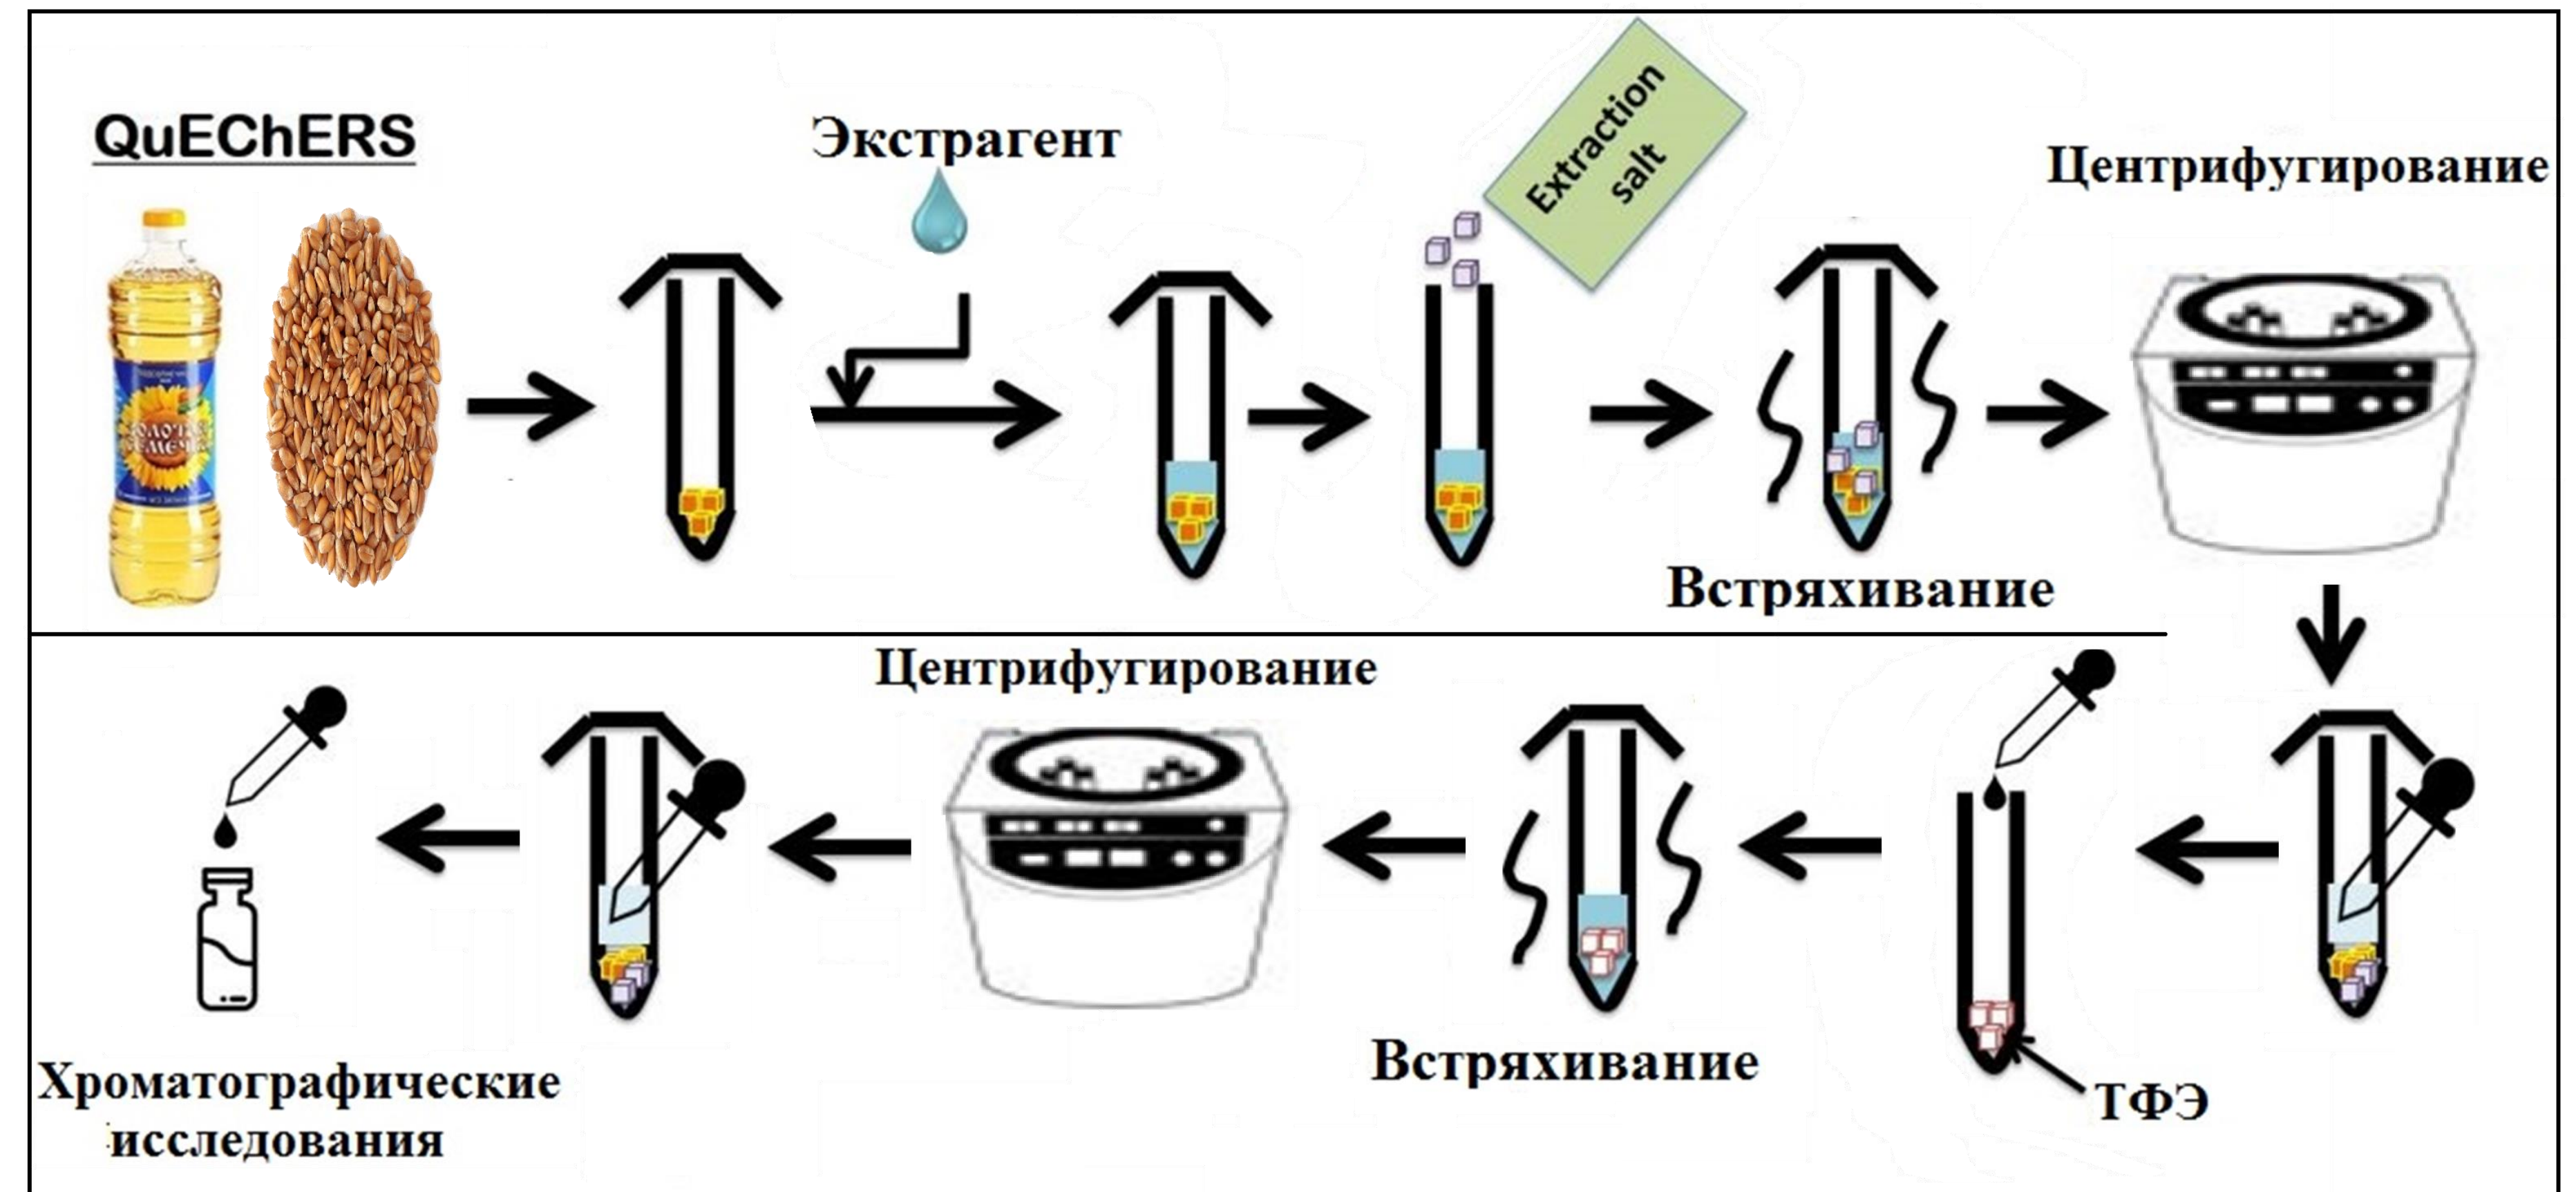 QuEChERS
Экстрагент
Extraction
salt
Центрифугирование
Встряхивание
Центрифугирование
Встряхивание
ТФЭ
Хроматографические
исследования